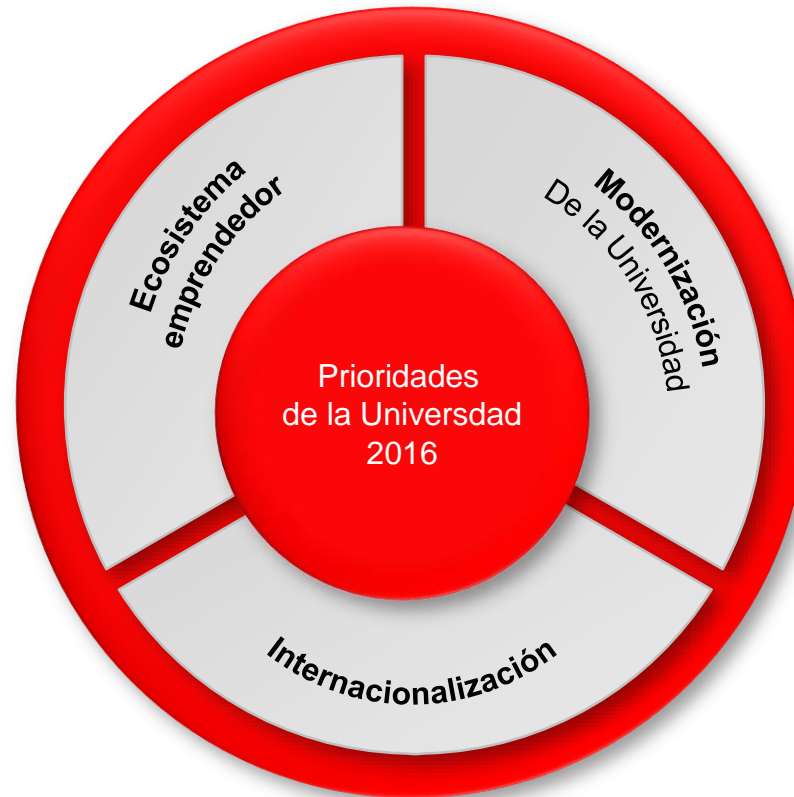 Ecosistema
emprendedor
Modernización
De la Universidad
Prioridades
de la Universdad
2016
Internacionalización